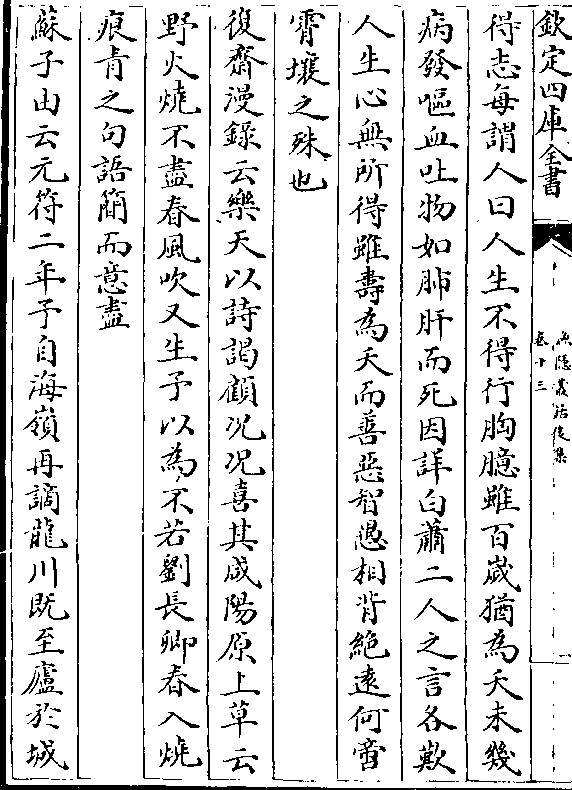 欽定四庫全書
漁隱叢話後集
卷十三
得志每謂人曰人生不得行胸臆雖百歲猶為夭未幾
病發嘔血吐物如肺肝而死因詳白蕭二人之言各歎
人生心無所得雖壽為夭而善惡智愚相背絶遠何啻
霄壤之殊也
復齋漫録云樂天以詩謁顧况况喜其咸陽原上草云
野火燒不盡春風吹又生予以為不若劉長卿春入燒
痕青之句語簡而意盡
蘇子由云元符二年予自海嶺再謫龍川既至廬於城